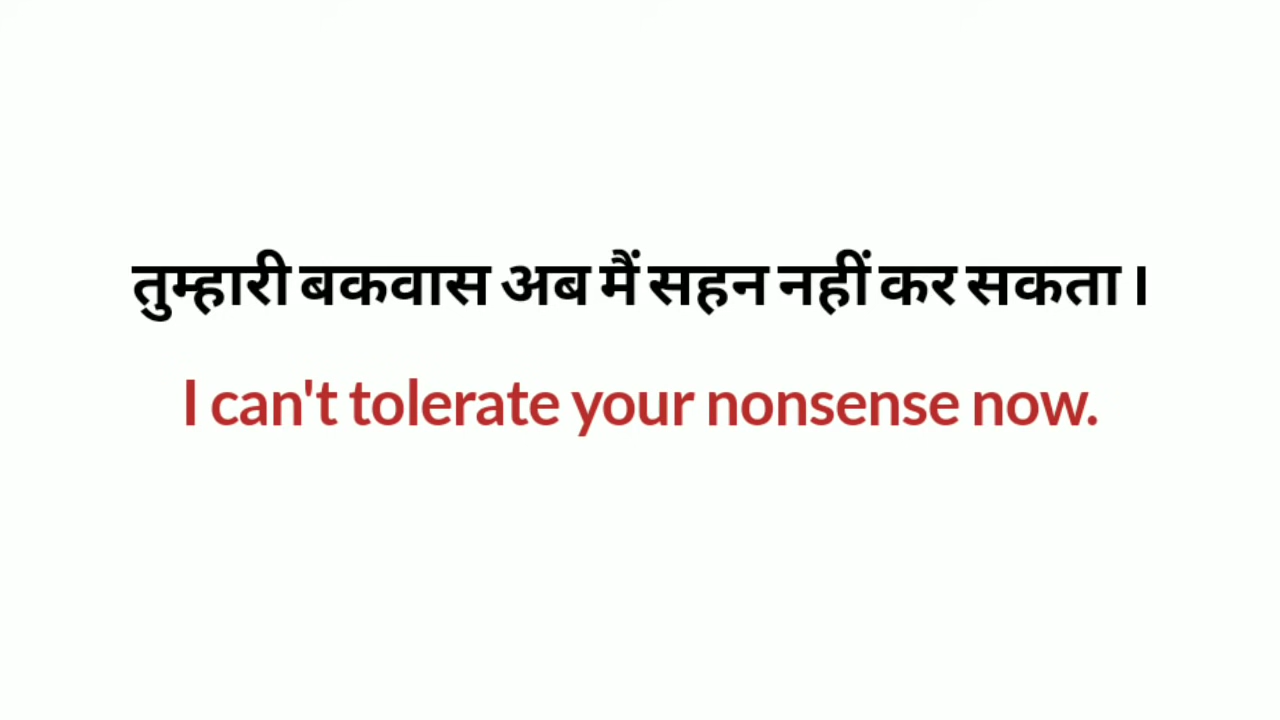 तुम्हारी बकवास अब मैं सहन नहीं कर सकता ।
I can't tolerate your nonsense now.